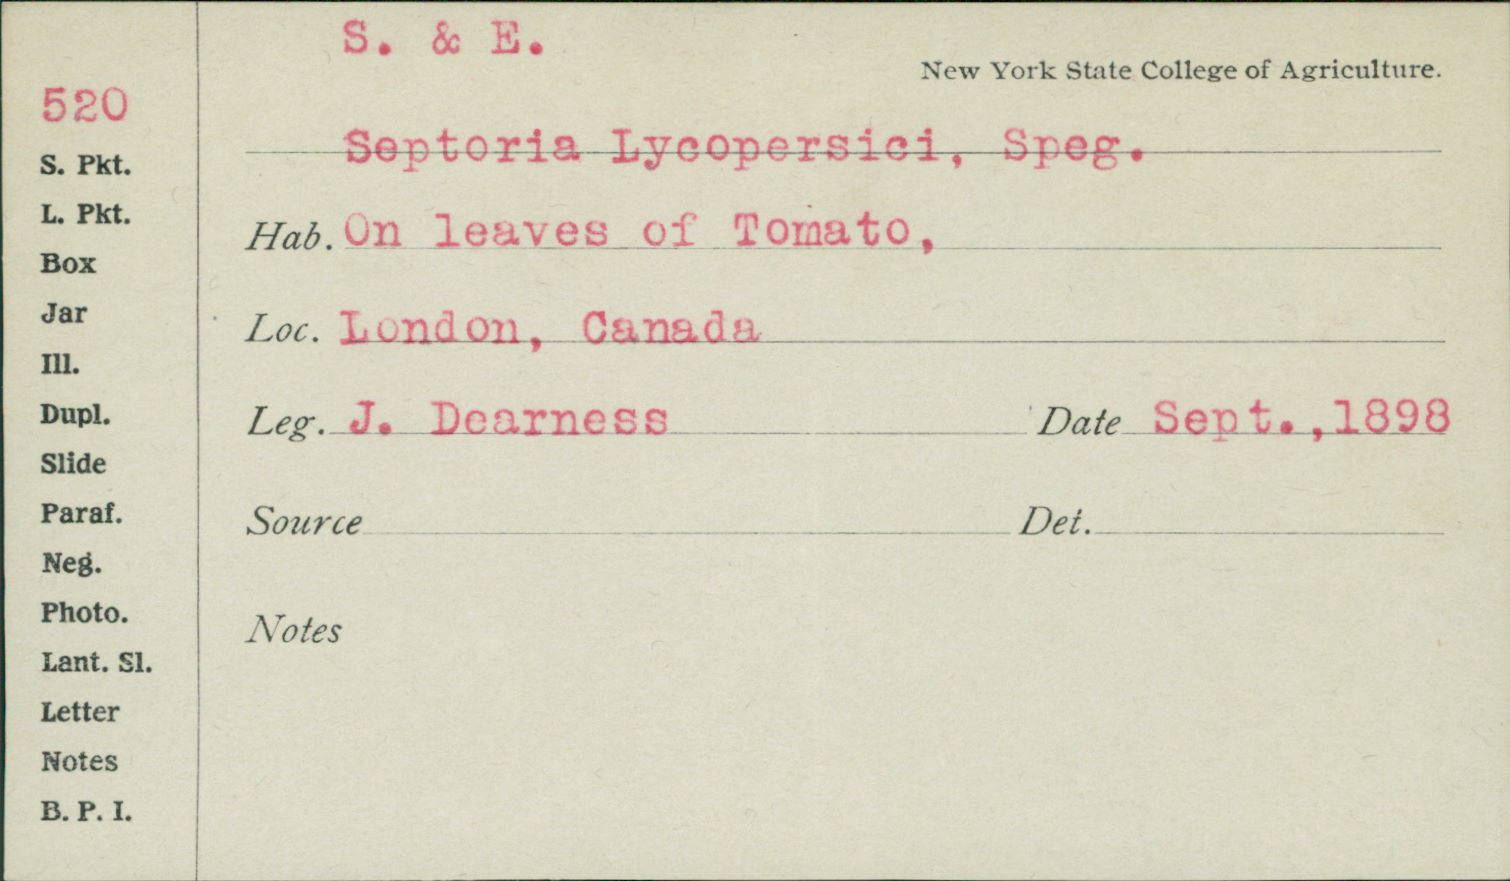 S. & E.
New York State College of Agriculture.
520
Septoria Lycopersici, Speg.
S. Pkt.
L. Pkt.
Hab. On leaves of Tomato,
Box
Jar
Loc. London, Canada
Ill.
Dupl.
Leg. J. Dearness Date Sept.,1898
Slide
Paraf.
Source Det.
Neg.
Photo.
Notes
Lant. Sl.
Letter
Notes
B. P. I.